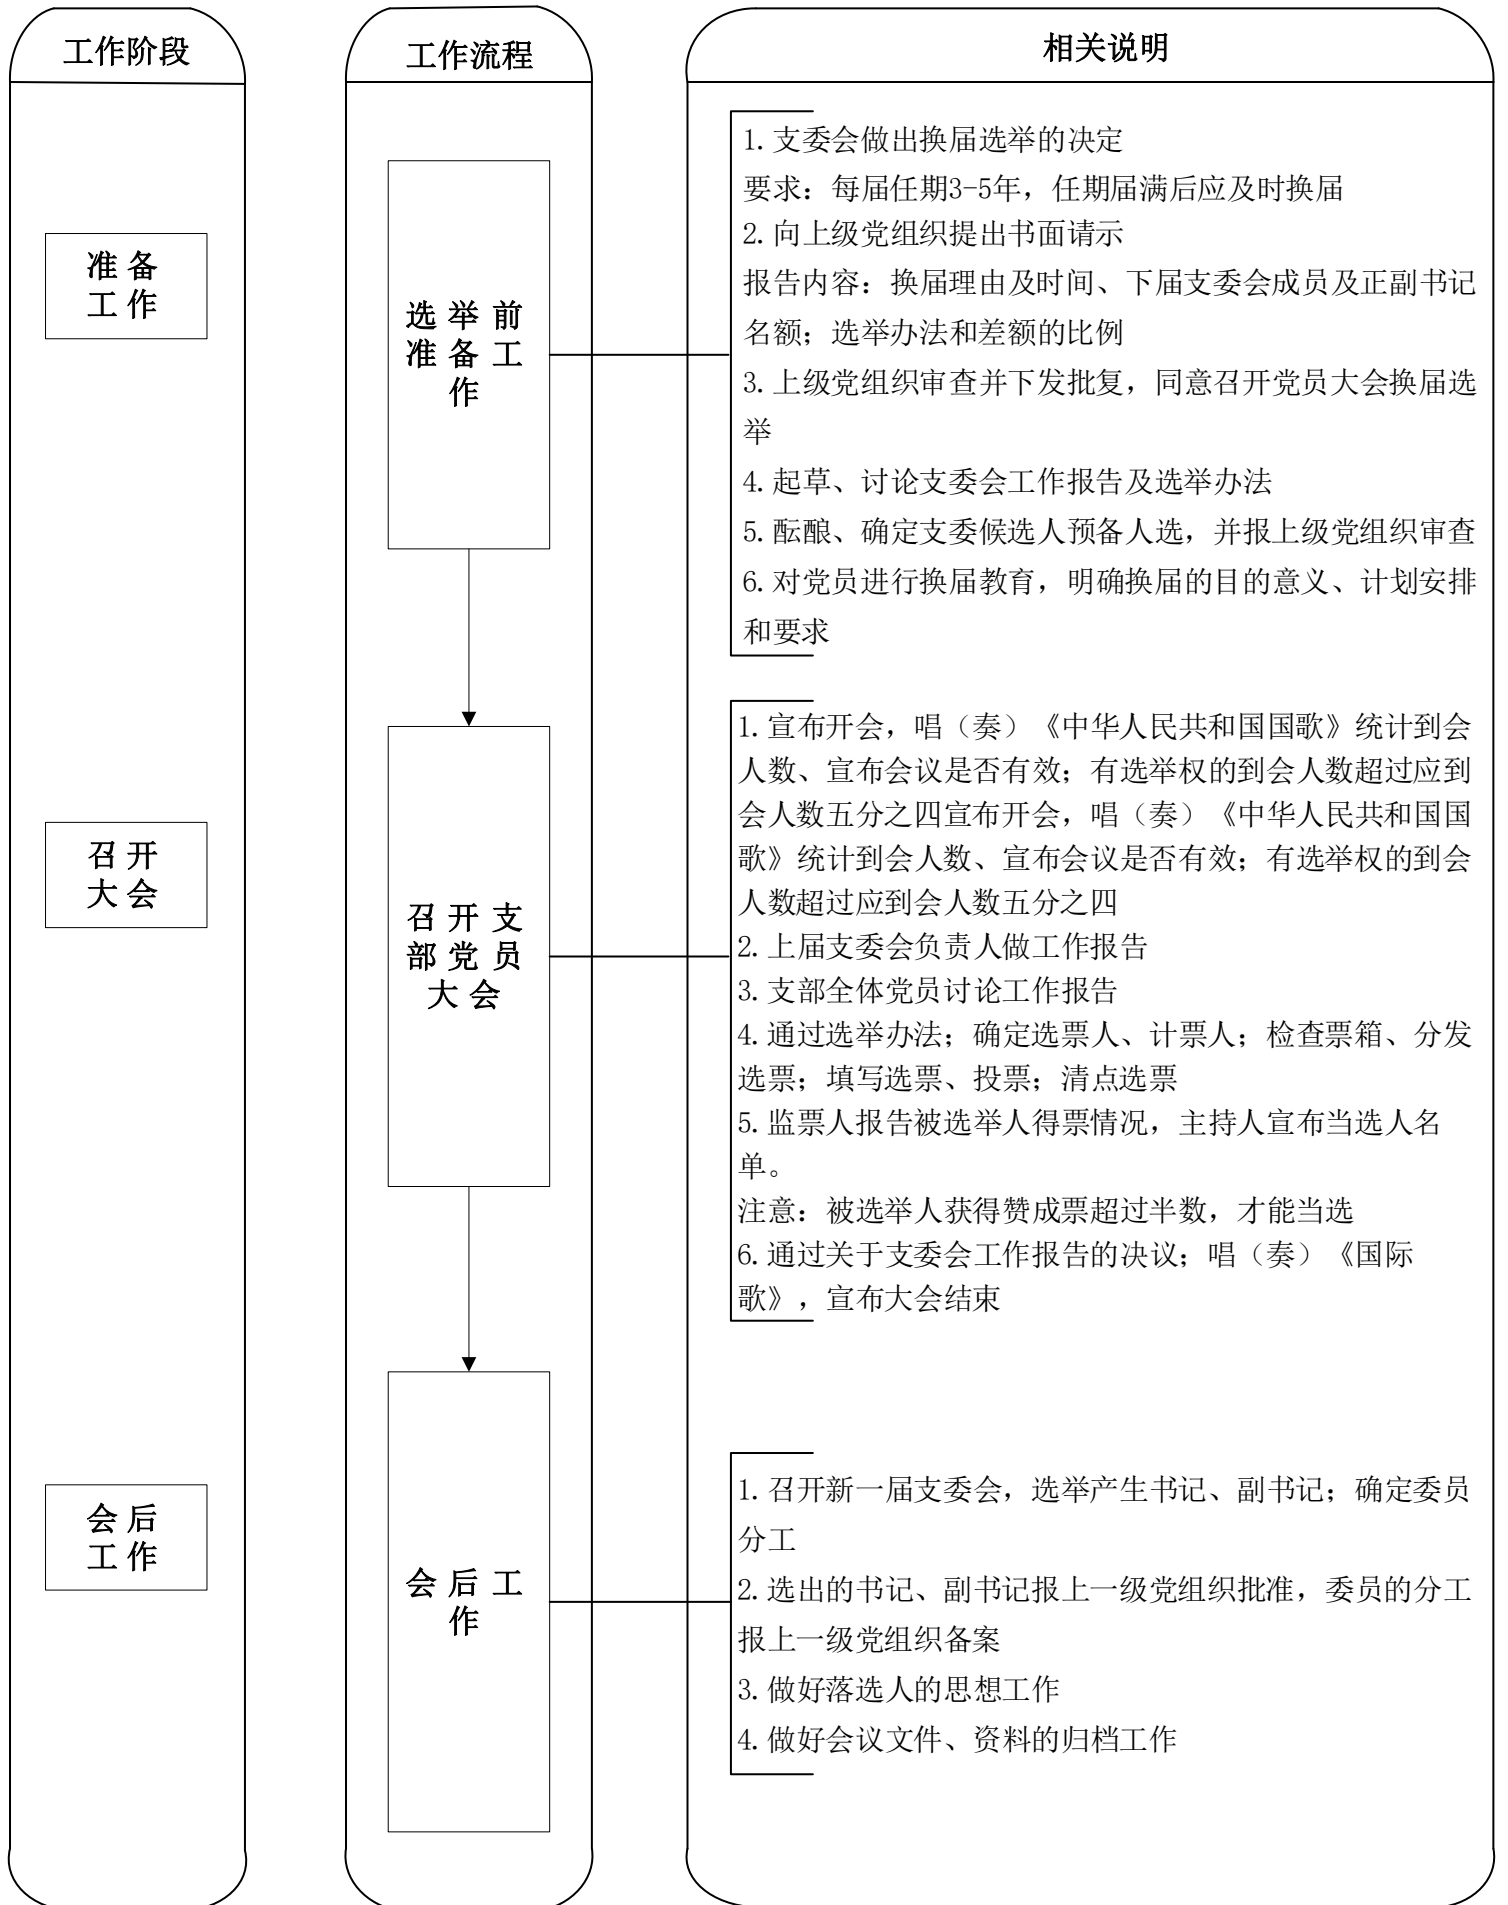 工作阶段
工作流程
相关说明
准 备
工 作
选 举 前
准 备 工
作
1.支委会做出换届选举的决定
要求：每届任期3-5年，任期届满后应及时换届
2.向上级党组织提出书面请示
报告内容：换届理由及时间、下届支委会成员及正副书记
名额；选举办法和差额的比例
3.上级党组织审查并下发批复，同意召开党员大会换届选
举
4.起草、讨论支委会工作报告及选举办法
5.酝酿、确定支委候选人预备人选，并报上级党组织审查
6.对党员进行换届教育，明确换届的目的意义、计划安排
和要求
召 开
大 会
召 开 支
部 党 员
大 会
1.宣布开会，唱（奏）《中华人民共和国国歌》统计到会
人数、宣布会议是否有效；有选举权的到会人数超过应到
会人数五分之四宣布开会，唱（奏）《中华人民共和国国
歌》统计到会人数、宣布会议是否有效；有选举权的到会
人数超过应到会人数五分之四
2.上届支委会负责人做工作报告
3.支部全体党员讨论工作报告
4.通过选举办法；确定选票人、计票人；检查票箱、分发
选票；填写选票、投票；清点选票
5.监票人报告被选举人得票情况，主持人宣布当选人名
单。
注意：被选举人获得赞成票超过半数，才能当选
6.通过关于支委会工作报告的决议；唱（奏）《国际
歌》，宣布大会结束
会 后
工 作
会 后 工
作
1.召开新一届支委会，选举产生书记、副书记；确定委员
分工
2.选出的书记、副书记报上一级党组织批准，委员的分工
报上一级党组织备案
3.做好落选人的思想工作
4.做好会议文件、资料的归档工作